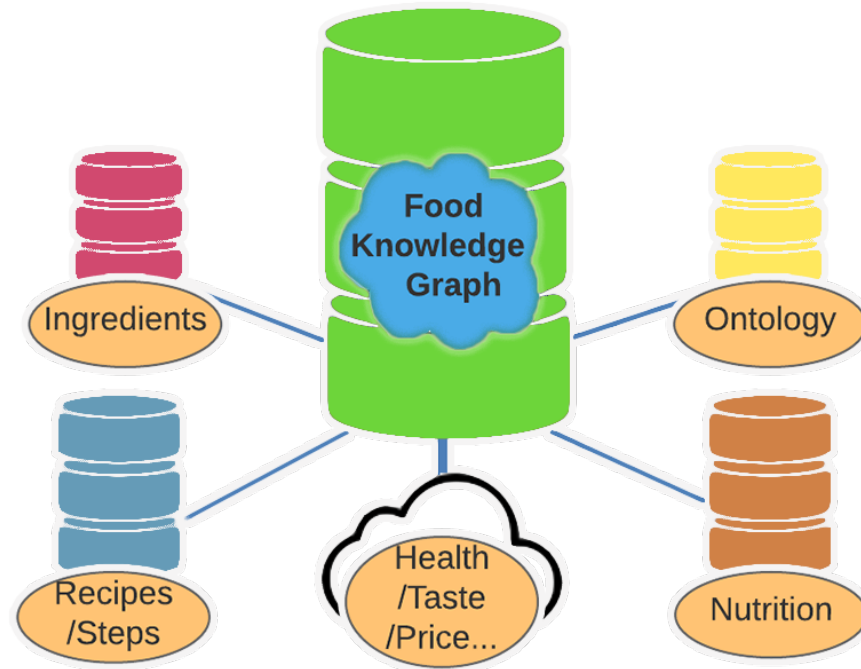 Food
Knowledge
Graph
Ingredients
Ontology
Recipes
/Steps
Health
/Taste
/Price...
Nutrition